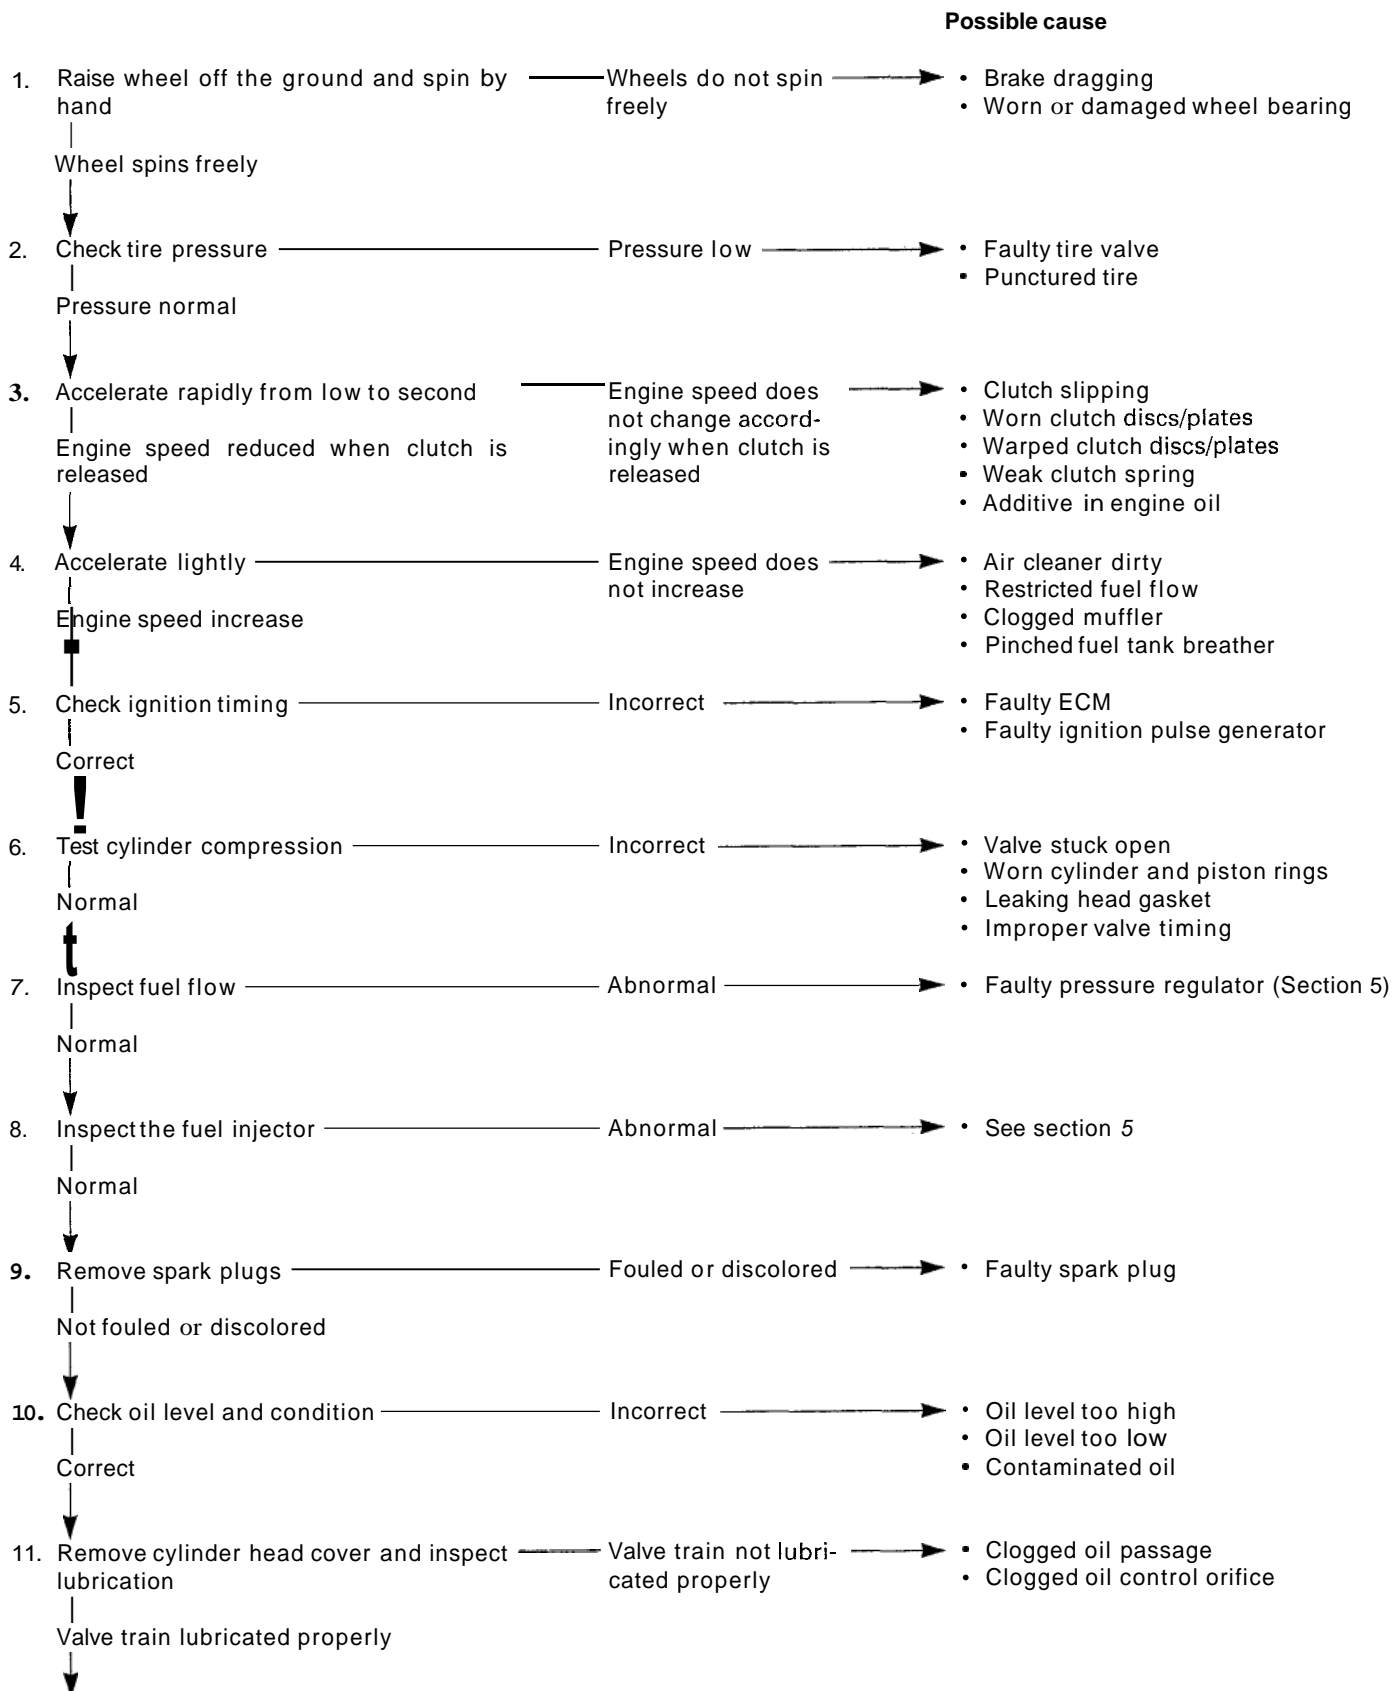 Possible cause
1. Raise wheel off the ground and spin by
hand
Wheels do not spin
freely
• Brake dragging
• Worn or damaged wheel bearing
Wheel spins freely
2. Check tire pressure
Pressure low
• Faulty tire valve
• Punctured tire
Pressure normal
3. Accelerate rapidly from low to second
Engine speed does
not change accord-
ingly when clutch is
released
• Clutch slipping
• Worn clutch discs/plates
• Warped clutch discs/plates
• Weak clutch spring
• Additive in engine oil
Engine speed reduced when clutch is
released
4. Accelerate lightly
Engine speed does
not increase
• Air cleaner dirty
• Restricted fuel flow
• Clogged muffler
• Pinched fuel tank breather
Engine speed increase
5. Check ignition timing
Incorrect
• Faulty ECM
• Faulty ignition pulse generator
Correct
!
6. Test cylinder compression
Incorrect
• Valve stuck open
• Worn cylinder and piston rings
• Leaking head gasket
• Improper valve timing
Normal
t
7. Inspect fuel flow
Abnormal
• Faulty pressure regulator (Section 5)
Normal
8. Inspect the fuel injector
Abnormal
• See section 5
Normal
9. Remove spark plugs
Fouled or discolored
• Faulty spark plug
Not fouled or discolored
10. Check oil level and condition
Incorrect
• Oil level too high
• Oil level too low
• Contaminated oil
Correct
11. Remove cylinder head cover and inspect
lubrication
Valve train not lubri-
cated properly
• Clogged oil passage
• Clogged oil control orifice
Valve train lubricated properly